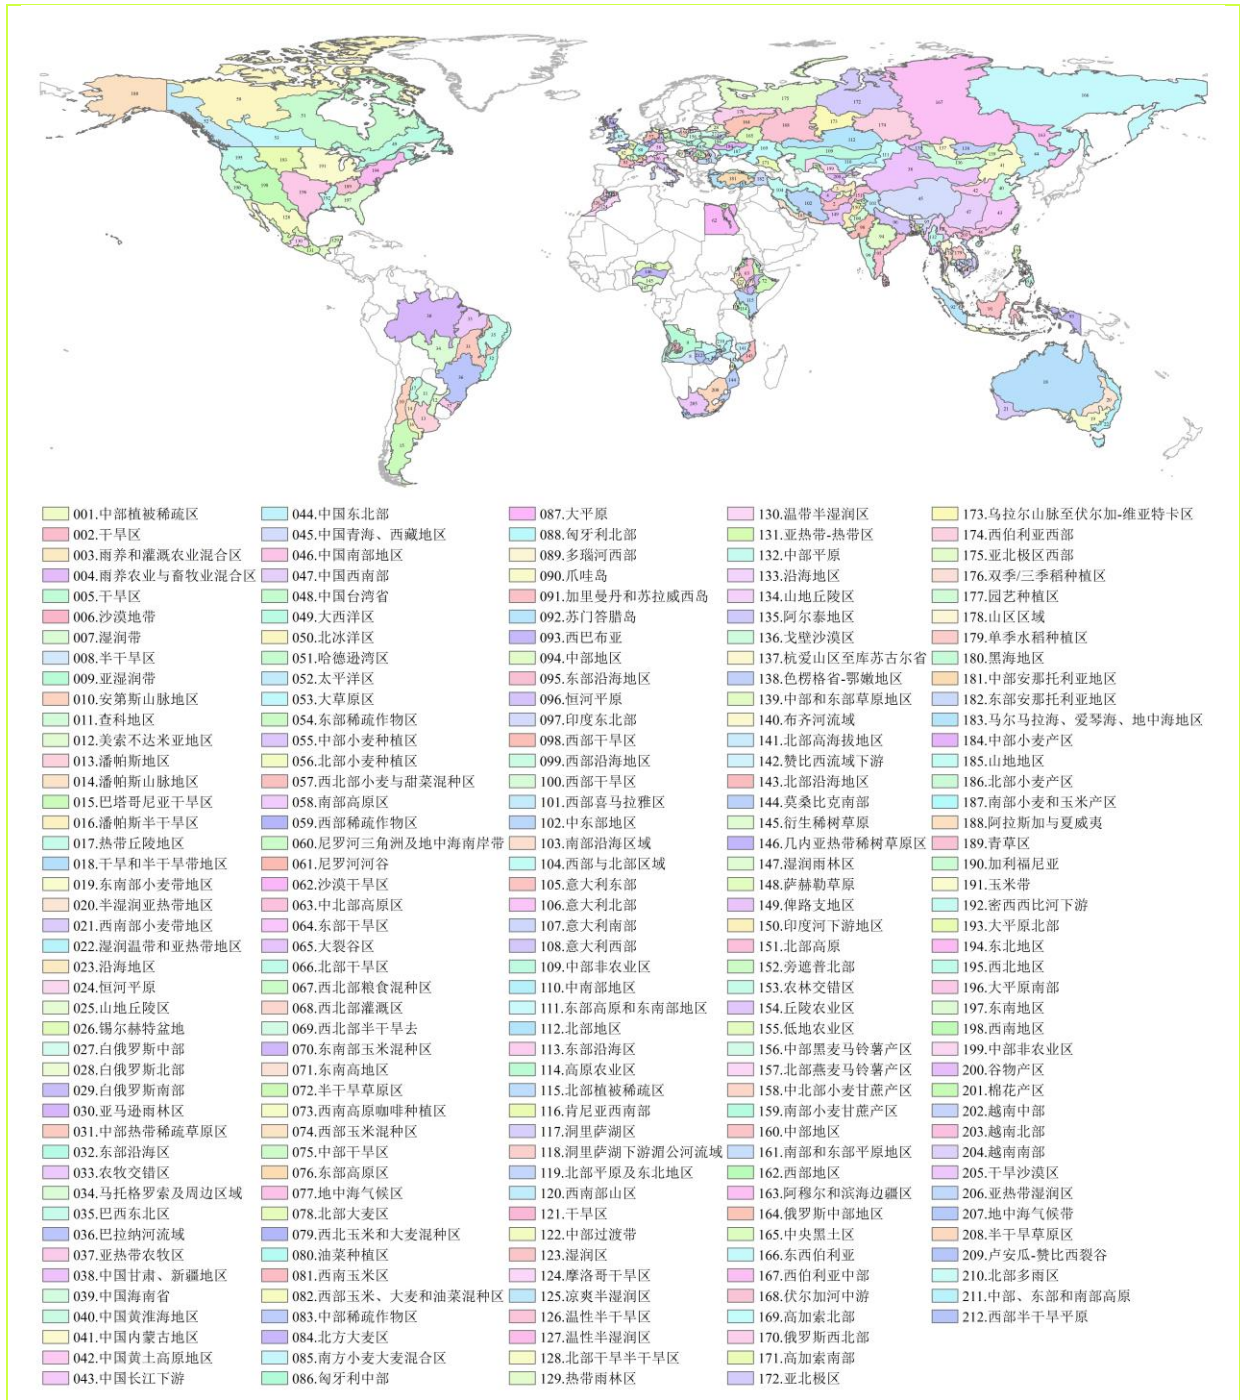 001.中部植被稀疏区
002.干旱区
003.雨养和灌溉农业混合区
004.雨养农业与畜牧业混合区
005.干旱区
006.沙漠地带
007.湿润带
008.半干旱区
009.亚湿润带
010.安第斯山脉地区
011.查科地区
012.美索不达米亚地区
013.潘帕斯地区
014.潘帕斯山脉地区
015.巴塔哥尼亚干旱区
016.潘帕斯半干旱区
017.热带丘陵地区
018.干旱和半干旱带地区
019.东南部小麦带地区
020.半湿润亚热带地区
021.西南部小麦带地区
022.湿润温带和亚热带地区
023.沿海地区
024.恒河平原
025.山地丘陵区
026.锡尔赫特盆地
027.白俄罗斯中部
028.白俄罗斯北部
029.白俄罗斯南部
030.亚马逊雨林区
031.中部热带稀疏草原区
032.东部沿海区
033.农牧交错区
034.马托格罗索及周边区域
035.巴西东北区
036.巴拉纳河流域
037.亚热带农牧区
038.中国甘肃、新疆地区
039.中国海南省
040.中国黄淮海地区
041.中国内蒙古地区
042.中国黄土高原地区
043.中国长江下游
044.中国东北部
045.中国青海、西藏地区
046.中国南部地区
047.中国西南部
048.中国台湾省
049.大西洋区
050.北冰洋区
051.哈德逊湾区
052.太平洋区
053.大草原区
054.东部稀疏作物区
055.中部小麦种植区
056.北部小麦种植区
057.西北部小麦与甜菜混种区
058.南部高原区
059.西部稀疏作物区
060.尼罗河三角洲及地中海南岸带
061.尼罗河河谷
062.沙漠干旱区
063.中北部高原区
064.东部干旱区
065.大裂谷区
066.北部干旱区
067.西北部粮食混种区
068.西北部灌溉区
069.西北部半干旱去
070.东南部玉米混种区
071.东南高地区
072.半干旱草原区
073.西南高原咖啡种植区
074.西部玉米混种区
075.中部干旱区
076.东部高原区
077.地中海气候区
078.北部大麦区
079.西北玉米和大麦混种区
080.油菜种植区
081.西南玉米区
082.西部玉米、大麦和油菜混种区
083.中部稀疏作物区
084.北方大麦区
085.南方小麦大麦混合区
086.匈牙利中部
087.大平原
088.匈牙利北部
089.多瑙河西部
090.爪哇岛
091.加里曼丹和苏拉威西岛
092.苏门答腊岛
093.西巴布亚
094.中部地区
095.东部沿海地区
096.恒河平原
097.印度东北部
098.西部干旱区
099.西部沿海地区
100.西部干旱区
101.西部喜马拉雅区
102.中东部地区
103.南部沿海区域
104.西部与北部区域
105.意大利东部
106.意大利北部
107.意大利南部
108.意大利西部
109.中部非农业区
110.中南部地区
111.东部高原和东南部地区
112.北部地区
113.东部沿海区
114.高原农业区
115.北部植被稀疏区
116.肯尼亚西南部
117.洞里萨湖区
118.洞里萨湖下游湄公河流域
119.北部平原及东北地区
120.西南部山区
121.干旱区
122.中部过渡带
123.湿润区
124.摩洛哥干旱区
125.凉爽半湿润区
126.温性半干旱区
127.温性半湿润区
128.北部干旱半干旱区
129.热带雨林区
130.温带半湿润区
131.亚热带-热带区
132.中部平原
133.沿海地区
134.山地丘陵区
135.阿尔泰地区
136.戈壁沙漠区
137.杭爱山区至库苏古尔省
138.色楞格省-鄂嫩地区
139.中部和东部草原地区
140.布齐河流域
141.北部高海拔地区
142.赞比西流域下游
143.北部沿海地区
144.莫桑比克南部
145.衍生稀树草原
146.几内亚热带稀树草原区
147.湿润雨林区
148.萨赫勒草原
149.俾路支地区
150.印度河下游地区
151.北部高原
152.旁遮普北部
153.农林交错区
154.丘陵农业区
155.低地农业区
156.中部黑麦马铃薯产区
157.北部燕麦马铃薯产区
158.中北部小麦甘蔗产区
159.南部小麦甘蔗产区
160.中部地区
161.南部和东部平原地区
162.西部地区
163.阿穆尔和滨海边疆区
164.俄罗斯中部地区
165.中央黑土区
166.东西伯利亚
167.西伯利亚中部
168.伏尔加河中游
169.高加索北部
170.俄罗斯西北部
171.高加索南部
172.亚北极区
173.乌拉尔山脉至伏尔加-维亚特卡区
174.西伯利亚西部
175.亚北极区西部
176.双季/三季稻种植区
177.园艺种植区
178.山区区域
179.单季水稻种植区
180.黑海地区
181.中部安那托利亚地区
182.东部安那托利亚地区
183.马尔马拉海、爱琴海、地中海地区
184.中部小麦产区
185.山地地区
186.北部小麦产区
187.南部小麦和玉米产区
188.阿拉斯加与夏威夷
189.青草区
190.加利福尼亚
191.玉米带
192.密西西比河下游
193.大平原北部
194.东北地区
195.西北地区
196.大平原南部
197.东南地区
198.西南地区
199.中部非农业区
200.谷物产区
201.棉花产区
202.越南中部
203.越南北部
204.越南南部
205.干旱沙漠区
206.亚热带湿润区
207.地中海气候带
208.半干旱草原区
209.卢安瓜-赞比西裂谷
210.北部多雨区
211.中部、东部和南部高原
212.西部半干旱平原